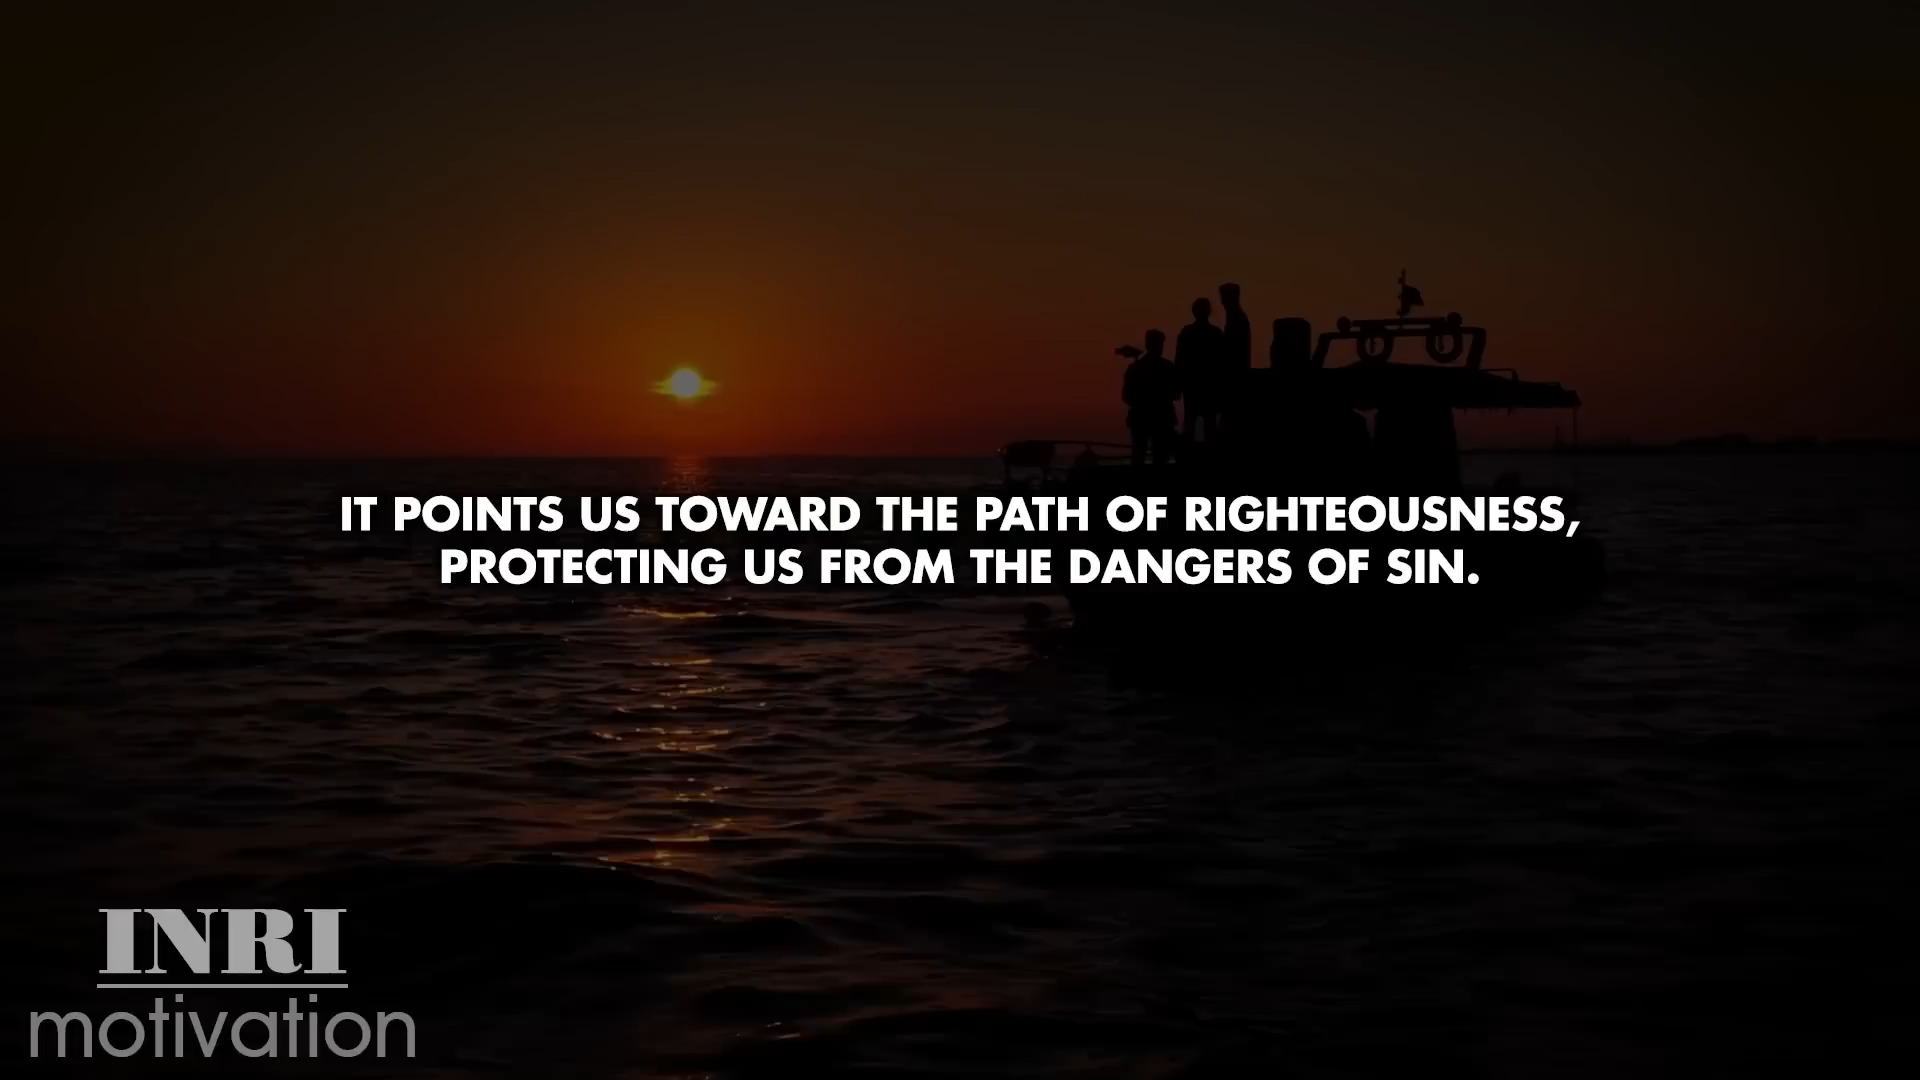 IT POINTS US TOWARD THE PATH OF RIGHTEOUSNESS,
PROTECTING US FROM THE DANGERS OF SIN.
INRI
motivation